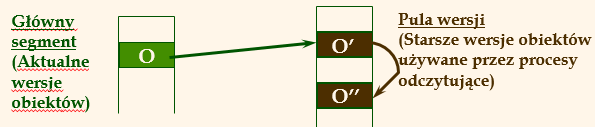 Główny
segment
(Aktualne
wersje
obiektów)
O
O′
O′′
Pula wersji
(Starsze wersje obiektów
używane przez procesy
odczytujące)